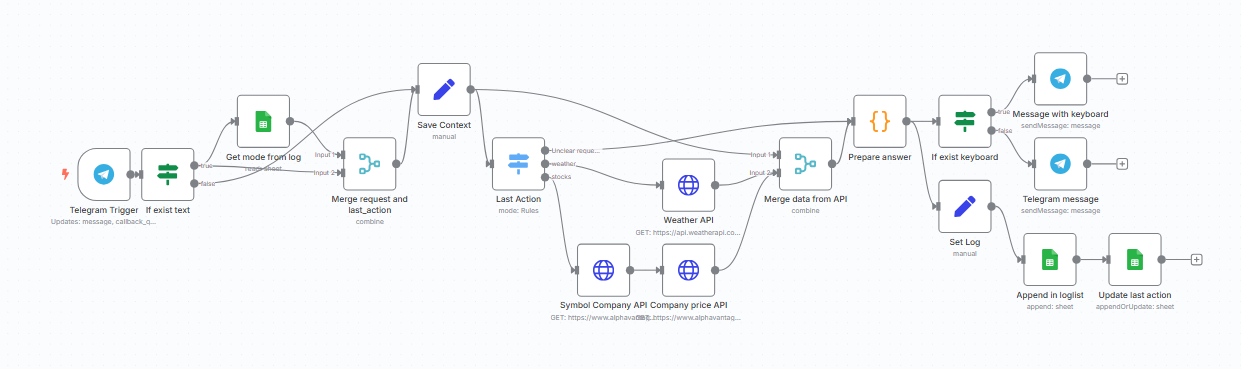 Telegram Trigger
Updates: message, callback_q...
If exist text
true
false
Get mode from log
read: sheet
Input 1
Input 2
Merge request and
last_action
combine
Save Context
manual
Last Action
mode: Rules
Unclear reque...
weather
stocks
Weather API
GET: https://api.weatherapi.co...
Symbol Company API
GET: https://www.alphavantag...
Company price API
GET: https://www.alphavantag...
Input 1
Input 2
Merge data from API
combine
Prepare answer
If exist keyboard
true
false
Message with keyboard
sendMessage: message
Telegram message
sendMessage: message
Set Log
manual
Append in loglist
append: sheet
Update last action
appendOrUpdate: sheet